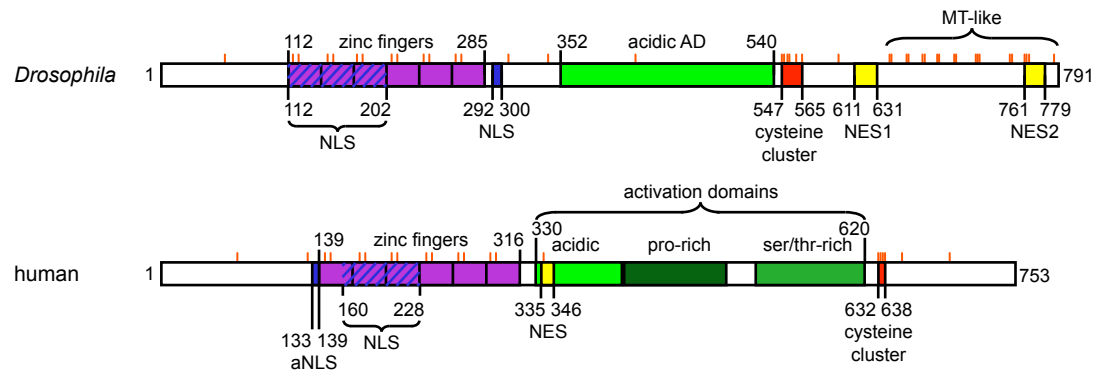 MT-like
112 zinc fingers 285 352 acidic AD 540
Drosophila 1 791
112 202 292 300 547 565 611 631 761 779
NLS NLS cysteine cluster NES1 NES2
activation domains
139 zinc fingers 316 330 acidic pro-rich ser/thr-rich 620
human 1 753
160 228 335 346 632 638
133 139 NLS NES cysteine cluster
aNLS